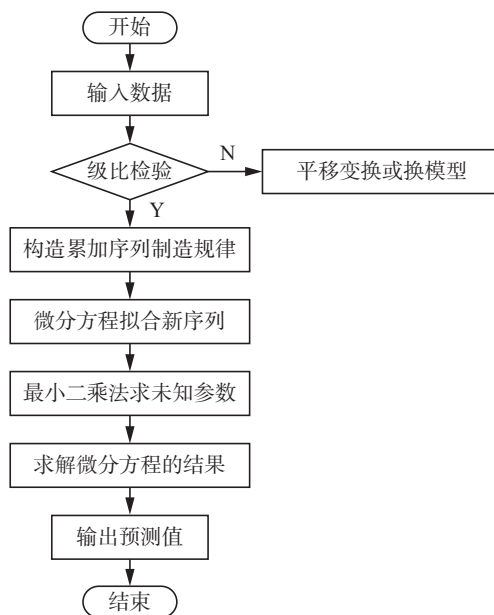 开始
输入数据
级比检验
N
平移变换或换模型
Y
构造累加序列制造规律
微分方程拟合新序列
最小二乘法求未知参数
求解微分方程的结果
输出预测值
结束